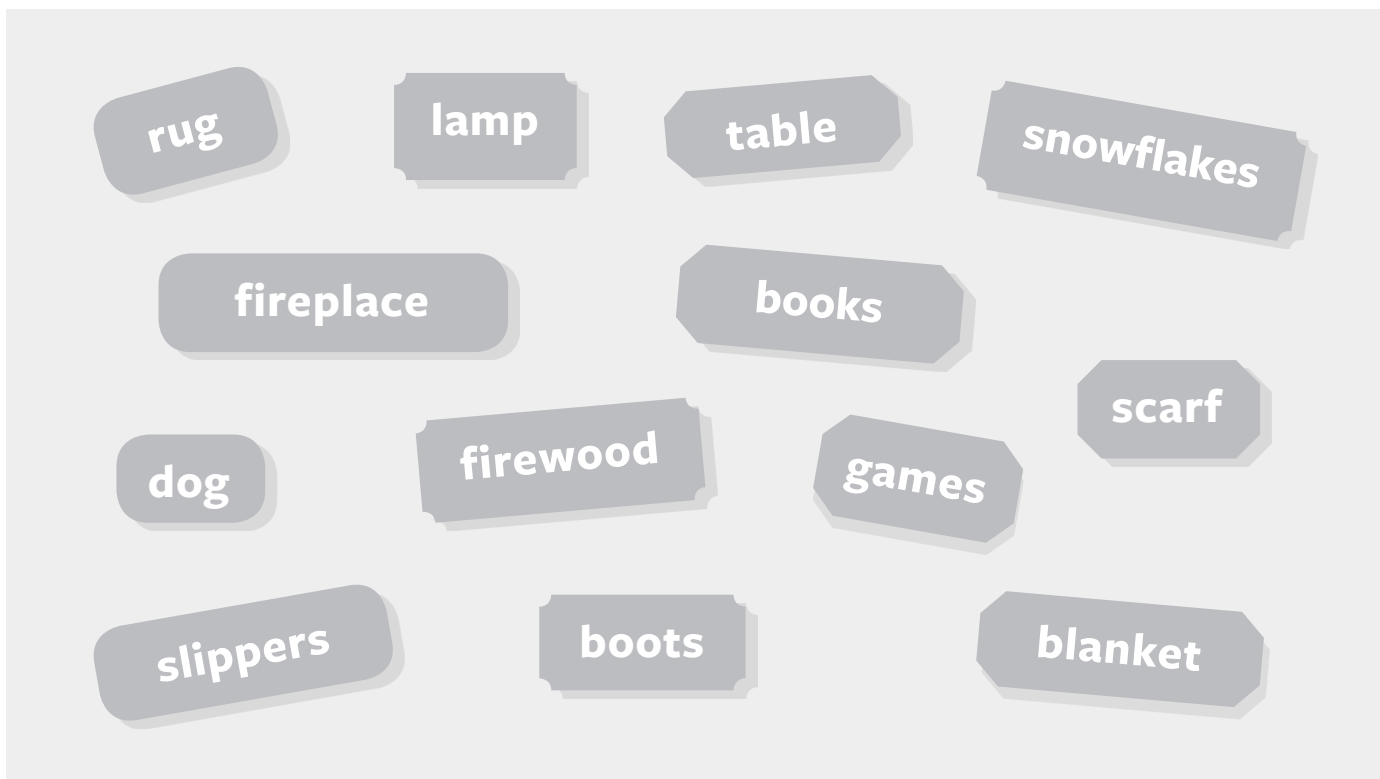 rug
lamp
table
snowflakes
fireplace
books
scarf
dog
firewood
games
slippers
boots
blanket